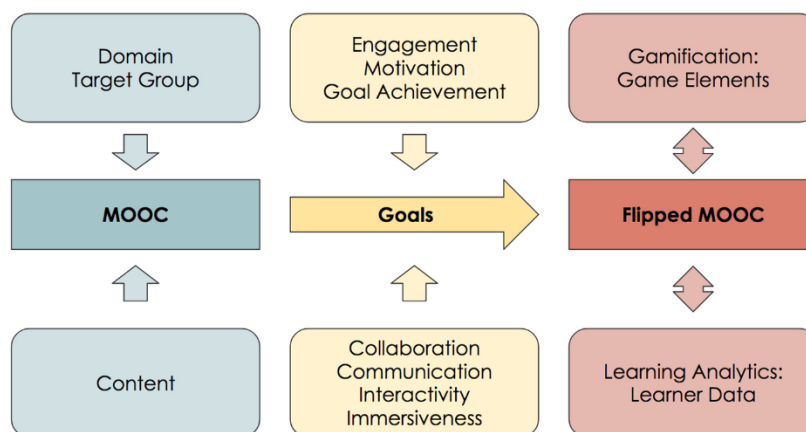 Domain
Target Group
Engagement
Motivation
Goal Achievement
Gamification:
Game Elements
MOOC
Goals
Flipped MOOC
Content
Collaboration
Communication
Interactivity
Immersiveness
Learning Analytics:
Learner Data